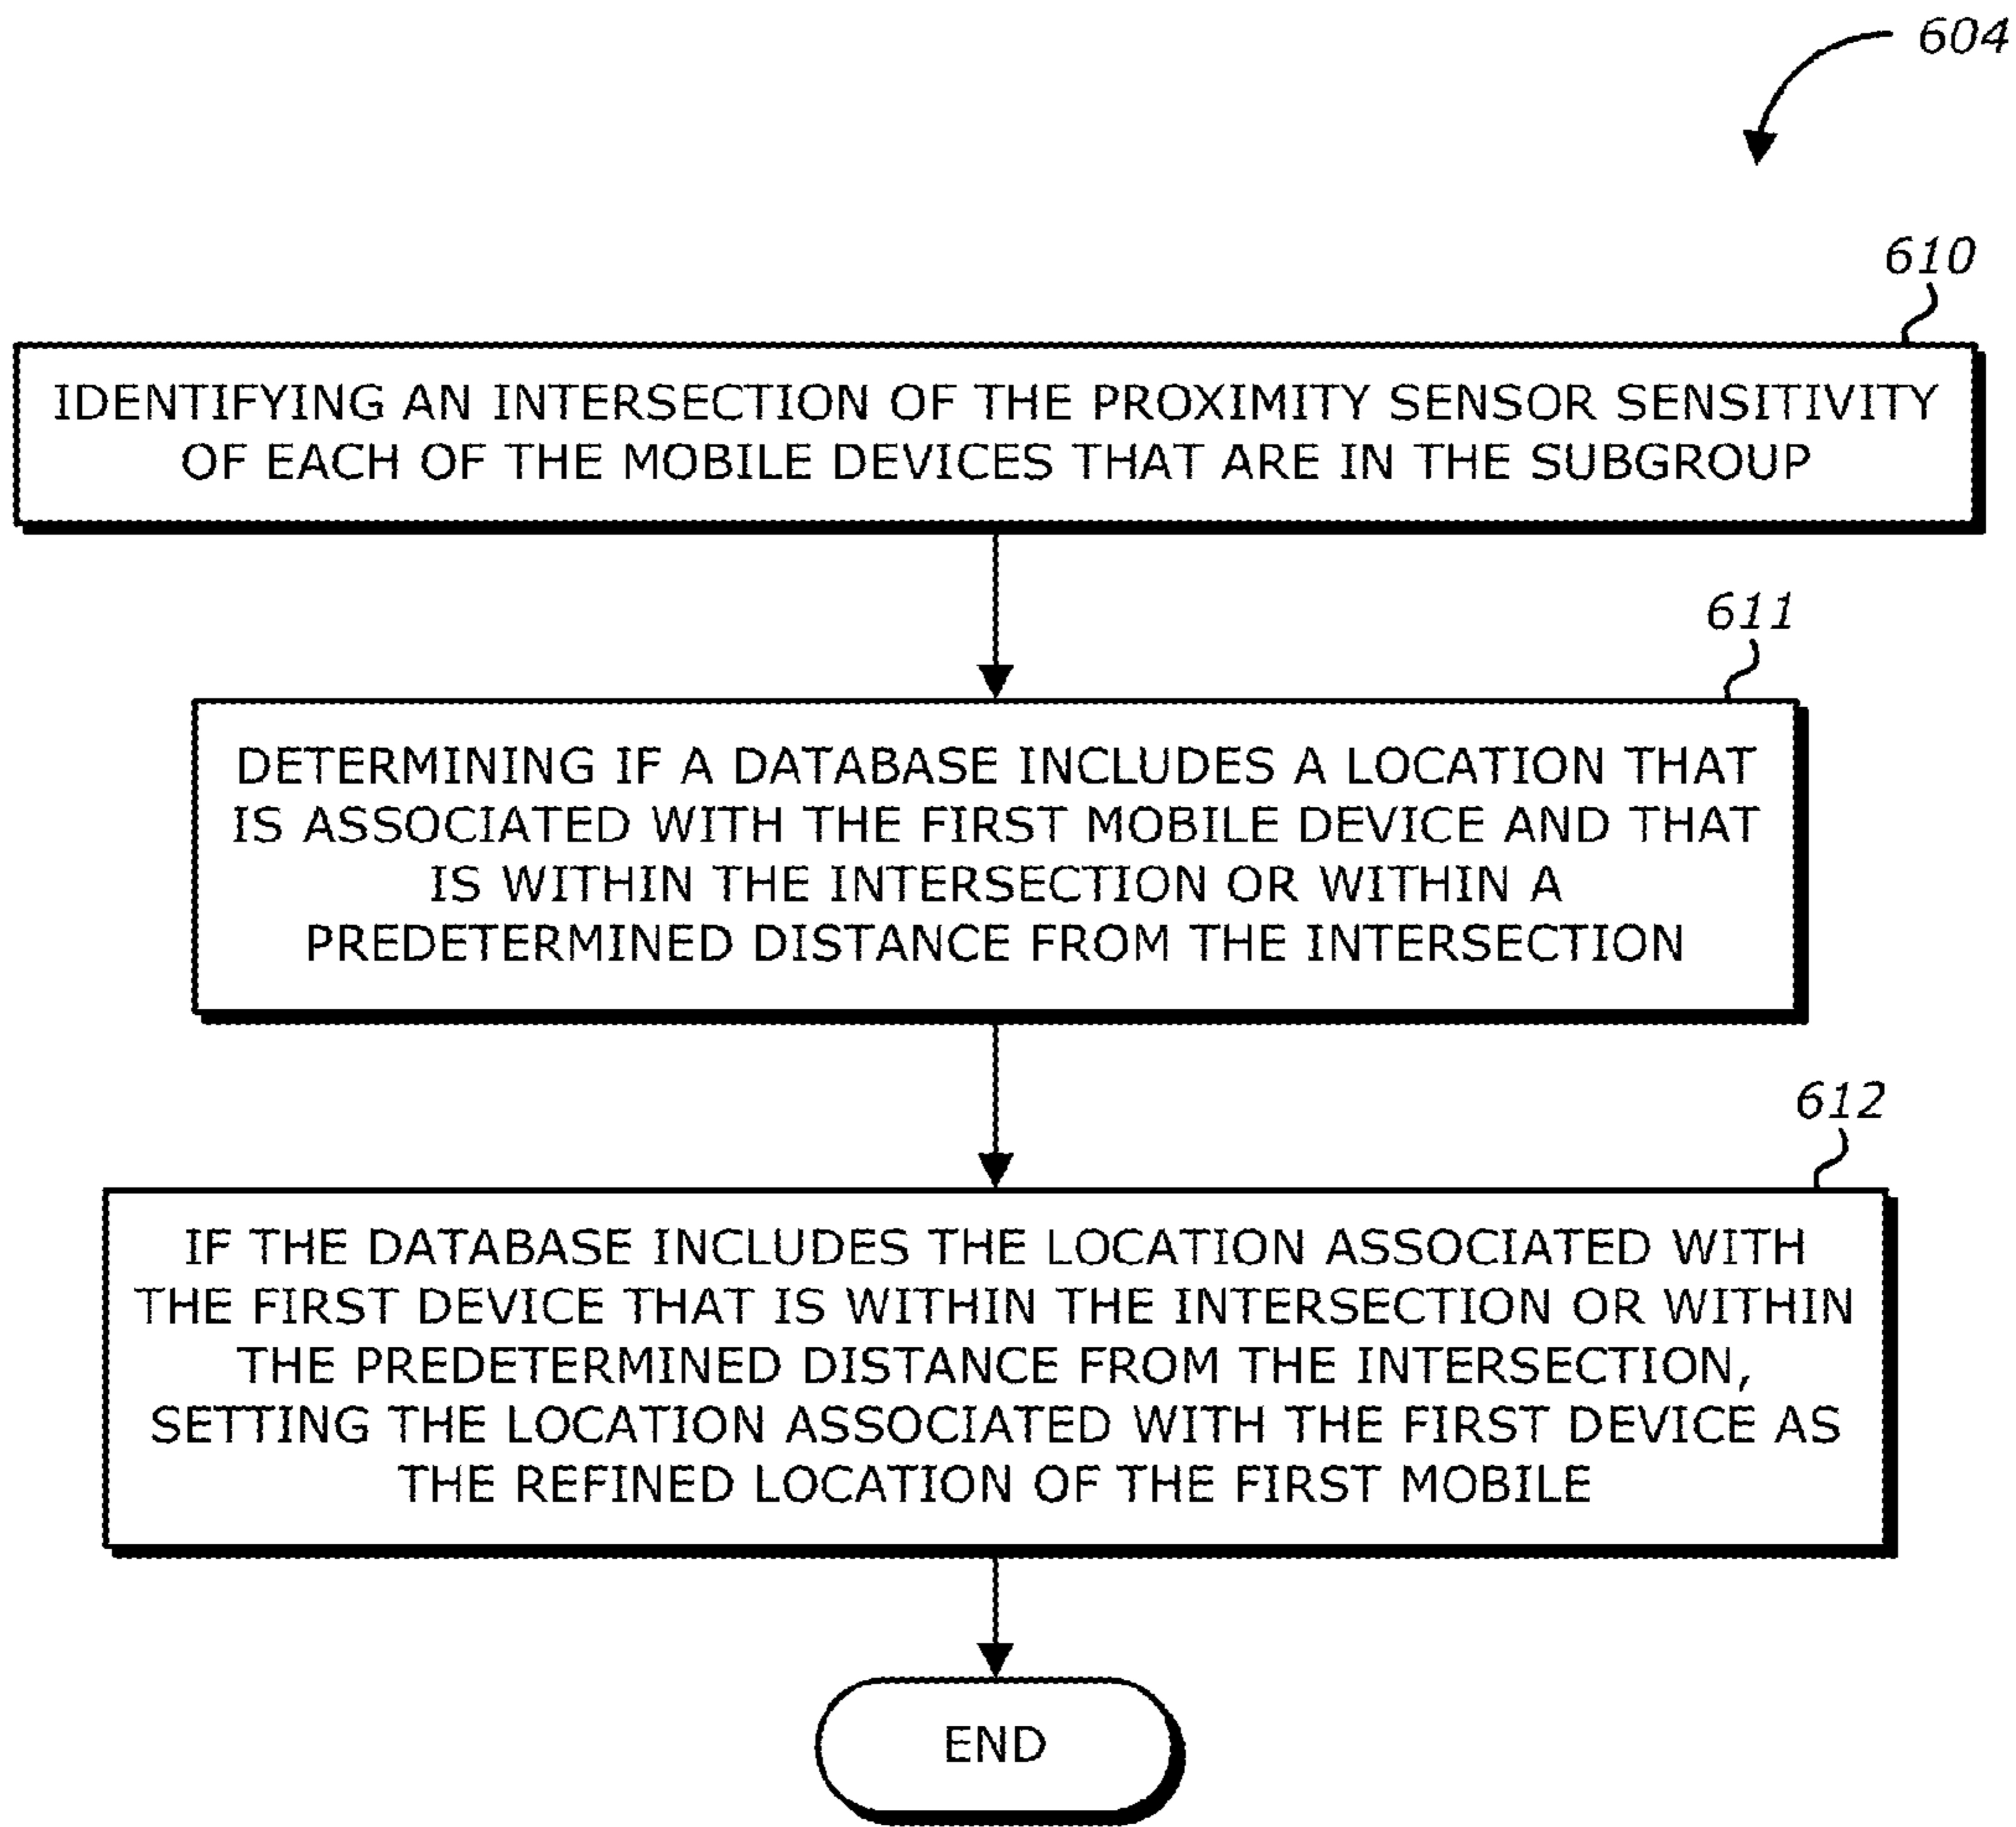 604
610
IDENTIFYING AN INTERSECTION OF THE PROXIMITY SENSOR SENSITIVITY
OF EACH OF THE MOBILE DEVICES THAT ARE IN THE SUBGROUP
611
DETERMINING IF A DATABASE INCLUDES A LOCATION THAT
IS ASSOCIATED WITH THE FIRST MOBILE DEVICE AND THAT
IS WITHIN THE INTERSECTION OR WITHIN A
PREDETERMINED DISTANCE FROM THE INTERSECTION
612
IF THE DATABASE INCLUDES THE LOCATION ASSOCIATED WITH
THE FIRST DEVICE THAT IS WITHIN THE INTERSECTION OR WITHIN
THE PREDETERMINED DISTANCE FROM THE INTERSECTION,
SETTING THE LOCATION ASSOCIATED WITH THE FIRST DEVICE AS
THE REFINED LOCATION OF THE FIRST MOBILE
END